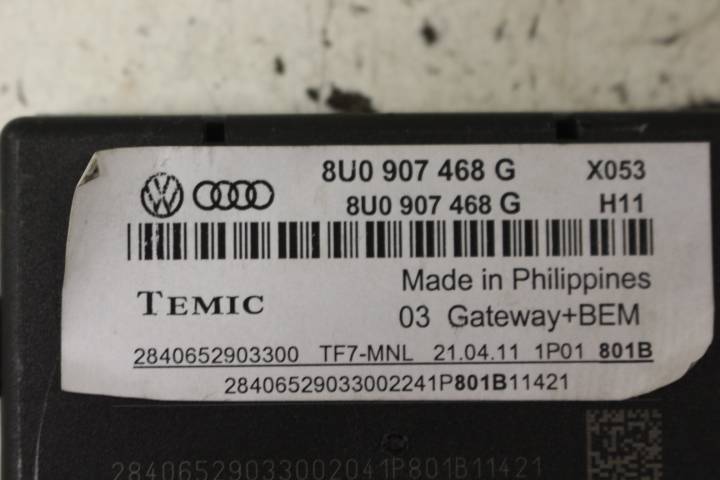 8U0 907 468 G X053
8U0 907 468 G H11
Made in Philippines
TEMIC
03 Gateway+BEM
2840652903300 TF7-MNL 21.04.11 1P01 801B
28406529033002241P801B11421
28406529033002041P801B11421